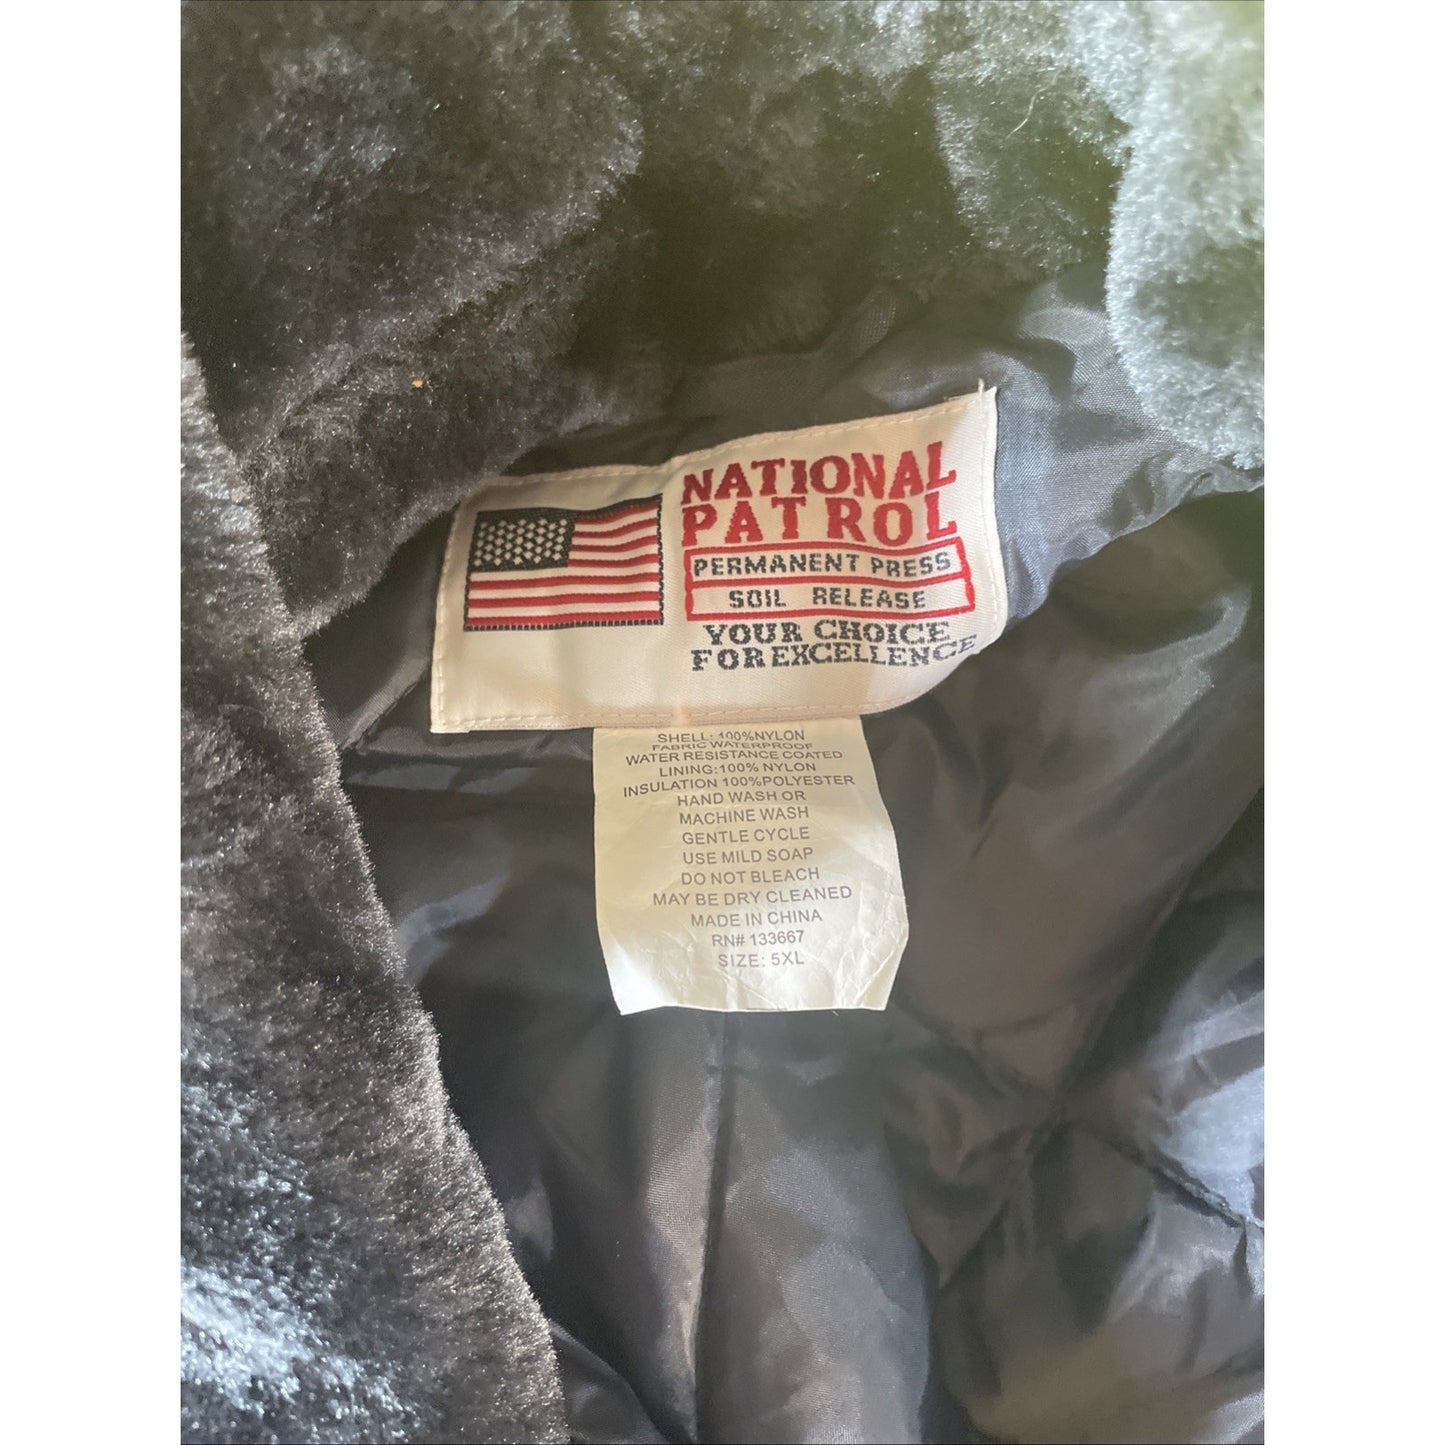 NATIONAL
PATROL
PERMANENT PRESS
SOIL RELEASE
YOUR CHOICE
FOR EXCELLENCE
SHELL: 100%NYLON
FABRIC WATERPROOF
WATER RESISTANCE COATED
LINING:100% NYLON
INSULATION 100%POLYESTER
HAND WASH OR
MACHINE WASH
GENTLE CYCLE
USE MILD SOAP
DO NOT BLEACH
MAY BE DRY CLEANED
MADE IN CHINA
RN# 133667
SIZE: 5XL